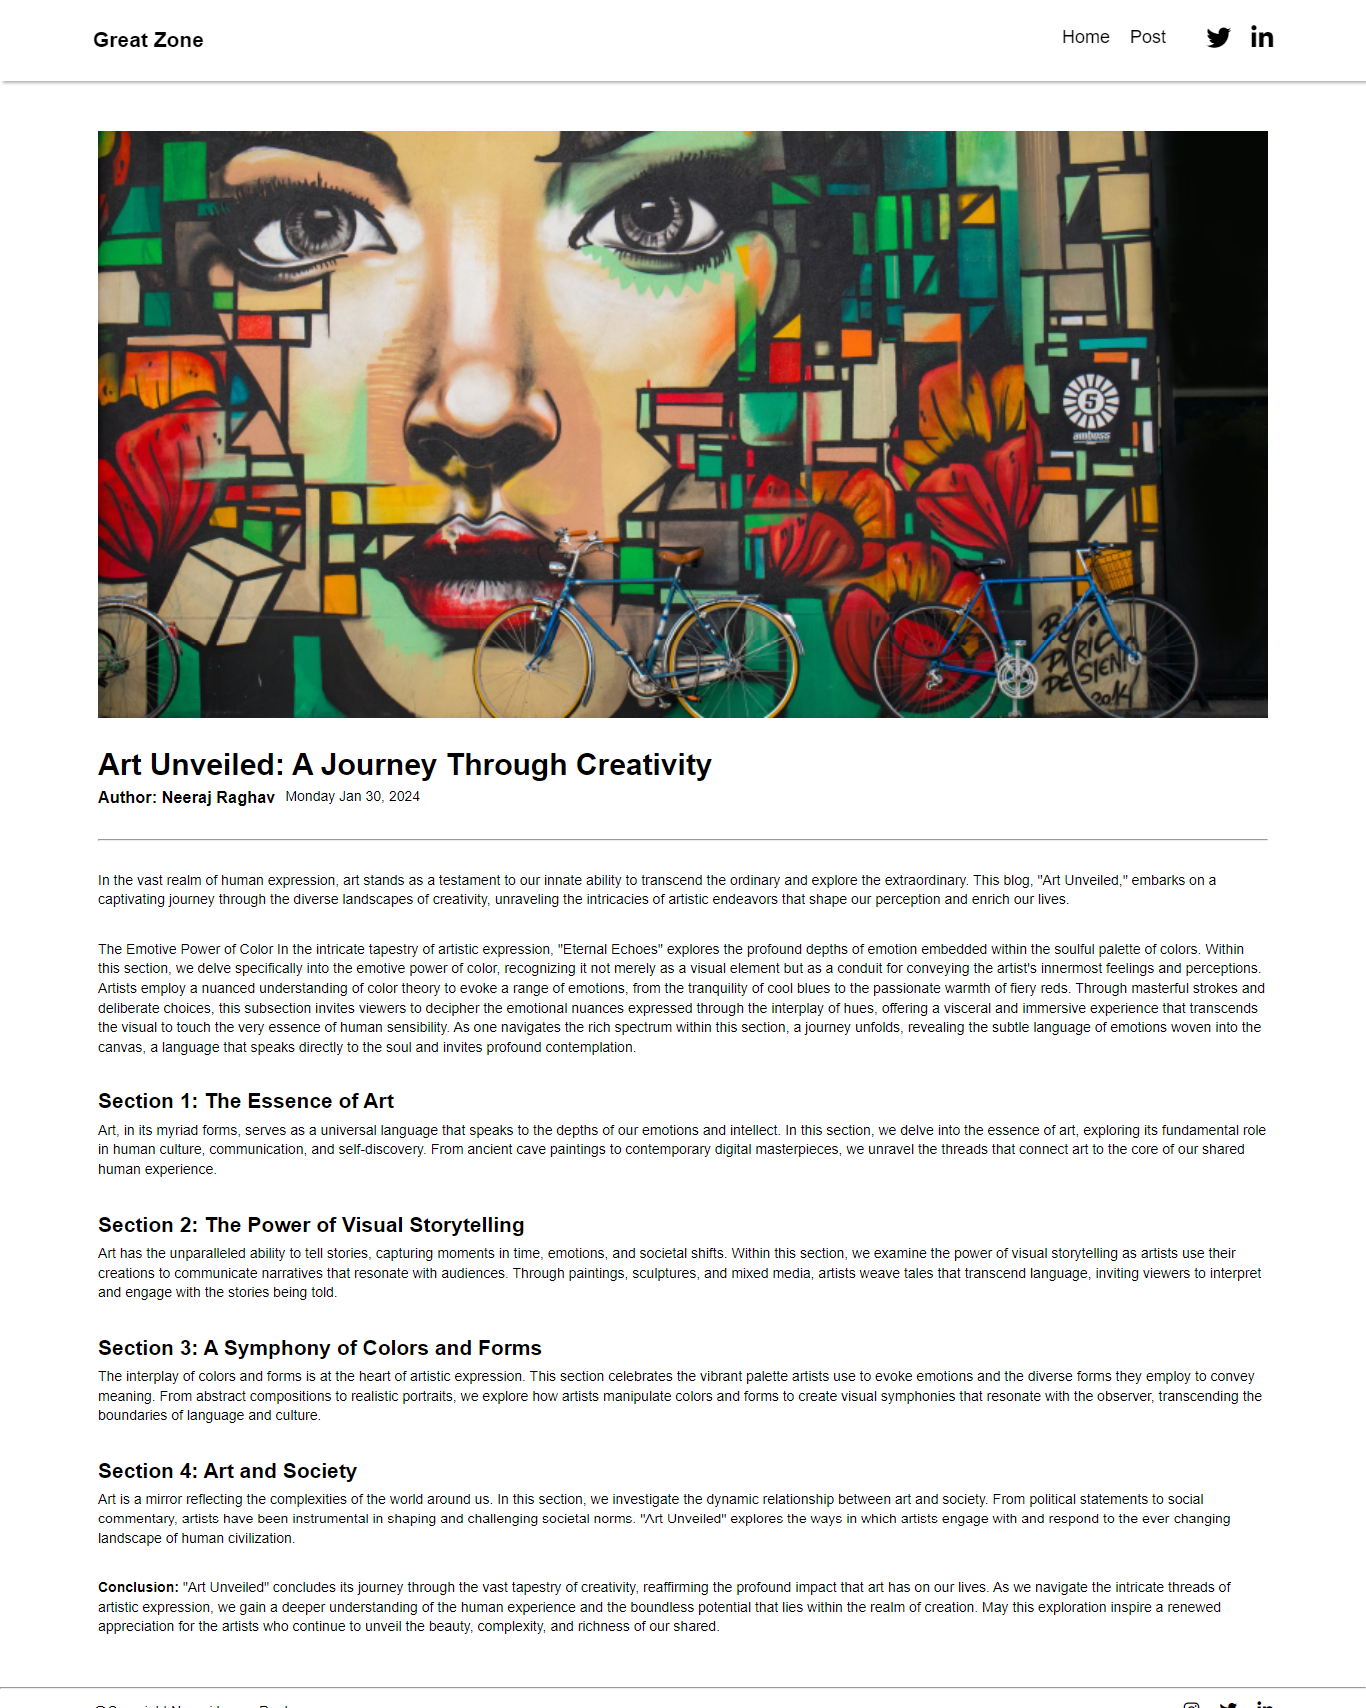 Great Zone
Home Post
5
amboss
2014
Art Unveiled: A Journey Through Creativity
Author: Neeraj Raghav Monday Jan 30, 2024
In the vast realm of human expression, art stands as a testament to our innate ability to transcend the ordinary and explore the extraordinary. This blog, "Art Unveiled," embarks on a
captivating journey through the diverse landscapes of creativity, unraveling the intricacies of artistic endeavors that shape our perception and enrich our lives.
The Emotive Power of Color In the intricate tapestry of artistic expression, "Eternal Echoes" explores the profound depths of emotion embedded within the soulful palette of colors. Within
this section, we delve specifically into the emotive power of color, recognizing it not merely as a visual element but as a conduit for conveying the artist's innermost feelings and perceptions.
Artists employ a nuanced understanding of color theory to evoke a range of emotions, from the tranquility of cool blues to the passionate warmth of fiery reds. Through masterful strokes and
deliberate choices, this subsection invites viewers to decipher the emotional nuances expressed through the interplay of hues, offering a visceral and immersive experience that transcends
the visual to touch the very essence of human sensibility. As one navigates the rich spectrum within this section, a journey unfolds, revealing the subtle language of emotions woven into the
canvas, a language that speaks directly to the soul and invites profound contemplation.
Section 1: The Essence of Art
Art, in its myriad forms, serves as a universal language that speaks to the depths of our emotions and intellect. In this section, we delve into the essence of art, exploring its fundamental role
in human culture, communication, and self-discovery. From ancient cave paintings to contemporary digital masterpieces, we unravel the threads that connect art to the core of our shared
human experience.
Section 2: The Power of Visual Storytelling
Art has the unparalleled ability to tell stories, capturing moments in time, emotions, and societal shifts. Within this section, we examine the power of visual storytelling as artists use their
creations to communicate narratives that resonate with audiences. Through paintings, sculptures, and mixed media, artists weave tales that transcend language, inviting viewers to interpret
and engage with the stories being told.
Section 3: A Symphony of Colors and Forms
The interplay of colors and forms is at the heart of artistic expression. This section celebrates the vibrant palette artists use to evoke emotions and the diverse forms they employ to convey
meaning. From abstract compositions to realistic portraits, we explore how artists manipulate colors and forms to create visual symphonies that resonate with the observer, transcending the
boundaries of language and culture.
Section 4: Art and Society
Art is a mirror reflecting the complexities of the world around us. In this section, we investigate the dynamic relationship between art and society. From political statements to social
commentary, artists have been instrumental in shaping and challenging societal norms. "Art Unveiled" explores the ways in which artists engage with and respond to the ever changing
landscape of human civilization.
Conclusion: "Art Unveiled" concludes its journey through the vast tapestry of creativity, reaffirming the profound impact that art has on our lives. As we navigate the intricate threads of
artistic expression, we gain a deeper understanding of the human experience and the boundless potential that lies within the realm of creation. May this exploration inspire a renewed
appreciation for the artists who continue to unveil the beauty, complexity, and richness of our shared.